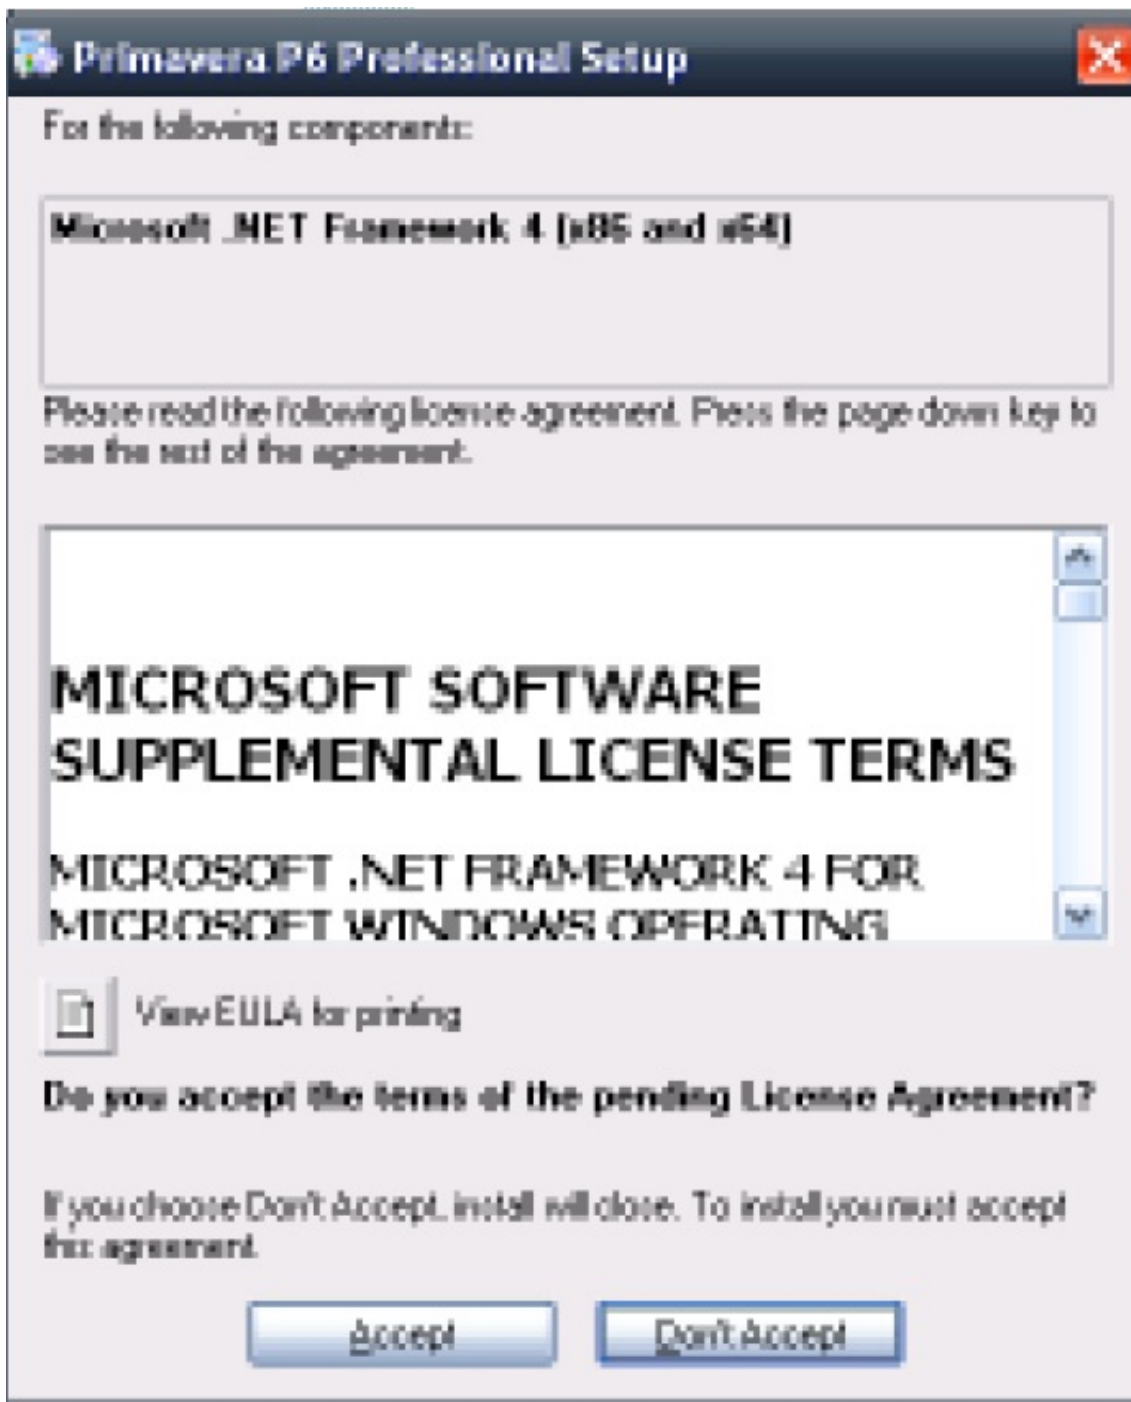 Primavera P6 Professional Setup
For the following components:
Microsoft .NET Framework 4 (x86 and x64)
Please read the following license agreement. Press the page down key to
see the rest of the agreement.
MICROSOFT SOFTWARE
SUPPLEMENTAL LICENSE TERMS
MICROSOFT .NET FRAMEWORK 4 FOR
MICROSOFT WINDOWS OPERATING
View EULA for printing
Do you accept the terms of the pending License Agreement?
If you choose Don't Accept, install will close. To install you must accept
this agreement.
Accept
Don't Accept